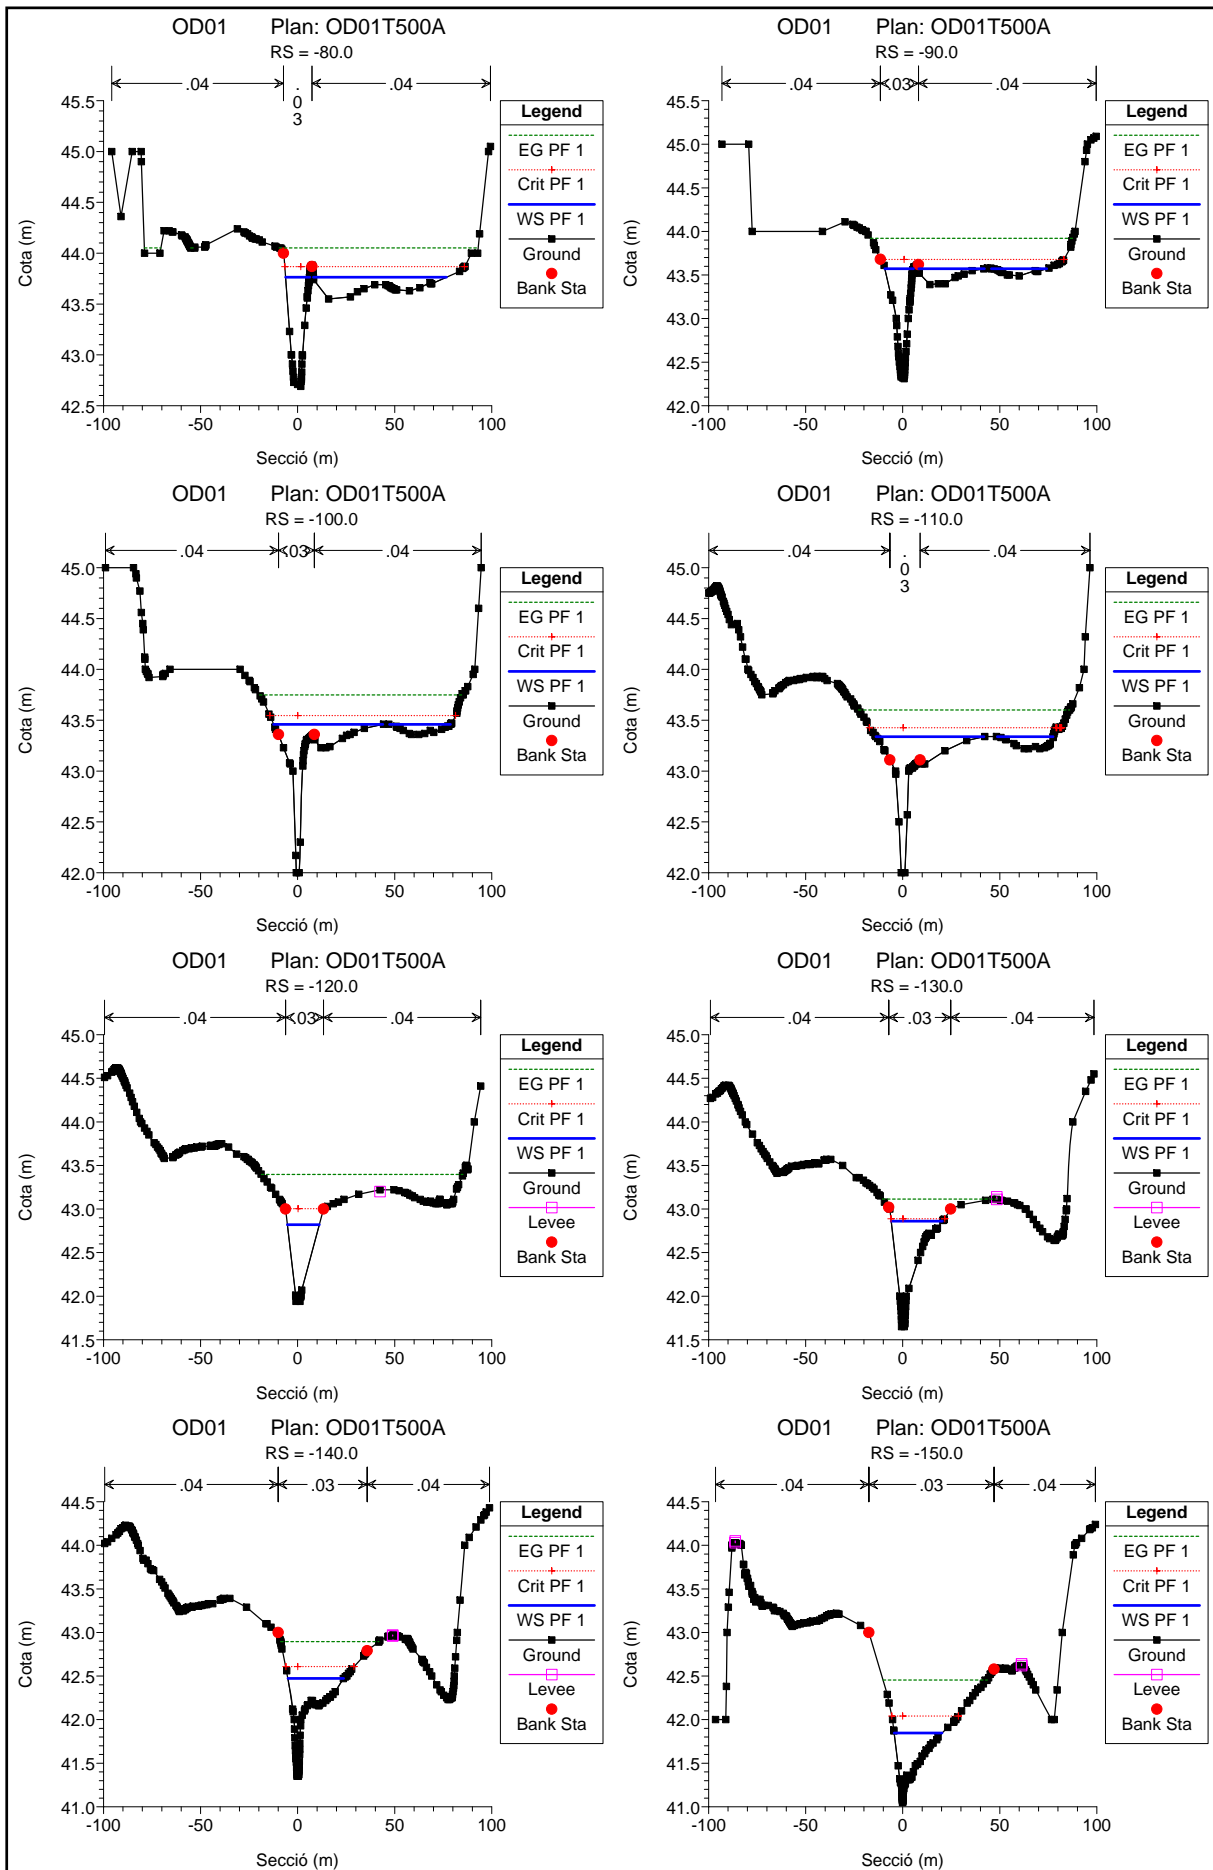 OD01 Plan: OD01T500A
RS = -80.0
.04 .03 .04
45.5
45.0
44.5
44.0
43.5
43.0
42.5
-100 -50 0 50 100
Cota (m)
Secció (m)
Legend
EG PF 1
Crit PF 1
WS PF 1
Ground
Bank Sta
OD01 Plan: OD01T500A
RS = -90.0
.04 .03 .04
45.5
45.0
44.5
44.0
43.5
43.0
42.5
42.0
-100 -50 0 50 100
Cota (m)
Secció (m)
Legend
EG PF 1
Crit PF 1
WS PF 1
Ground
Bank Sta
OD01 Plan: OD01T500A
RS = -100.0
.04 .03 .04
45.0
44.5
44.0
43.5
43.0
42.5
42.0
-100 -50 0 50 100
Cota (m)
Secció (m)
Legend
EG PF 1
Crit PF 1
WS PF 1
Ground
Bank Sta
OD01 Plan: OD01T500A
RS = -110.0
.04 .03 .04
45.0
44.5
44.0
43.5
43.0
42.5
42.0
-100 -50 0 50 100
Cota (m)
Secció (m)
Legend
EG PF 1
Crit PF 1
WS PF 1
Ground
Bank Sta
OD01 Plan: OD01T500A
RS = -120.0
.04 .03 .04
45.0
44.5
44.0
43.5
43.0
42.5
42.0
41.5
-100 -50 0 50 100
Cota (m)
Secció (m)
Legend
EG PF 1
Crit PF 1
WS PF 1
Ground
Levee
Bank Sta
OD01 Plan: OD01T500A
RS = -130.0
.04 .03 .04
45.0
44.5
44.0
43.5
43.0
42.5
42.0
41.5
-100 -50 0 50 100
Cota (m)
Secció (m)
Legend
EG PF 1
Crit PF 1
WS PF 1
Ground
Levee
Bank Sta
OD01 Plan: OD01T500A
RS = -140.0
.04 .03 .04
44.5
44.0
43.5
43.0
42.5
42.0
41.5
41.0
-100 -50 0 50 100
Cota (m)
Secció (m)
Legend
EG PF 1
Crit PF 1
WS PF 1
Ground
Levee
Bank Sta
OD01 Plan: OD01T500A
RS = -150.0
.04 .03 .04
44.5
44.0
43.5
43.0
42.5
42.0
41.5
41.0
-100 -50 0 50 100
Cota (m)
Secció (m)
Legend
EG PF 1
Crit PF 1
WS PF 1
Ground
Levee
Bank Sta